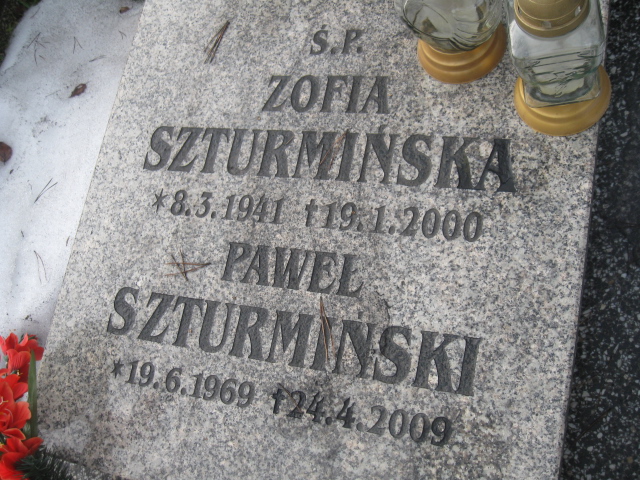 Ś.P.
ZOFIA
SZTURMIŃSKA
*8.3.1941 †19.1.2000
PAWEŁ
SZTURMIŃSKI
*19.6.1969 †24.4.2009